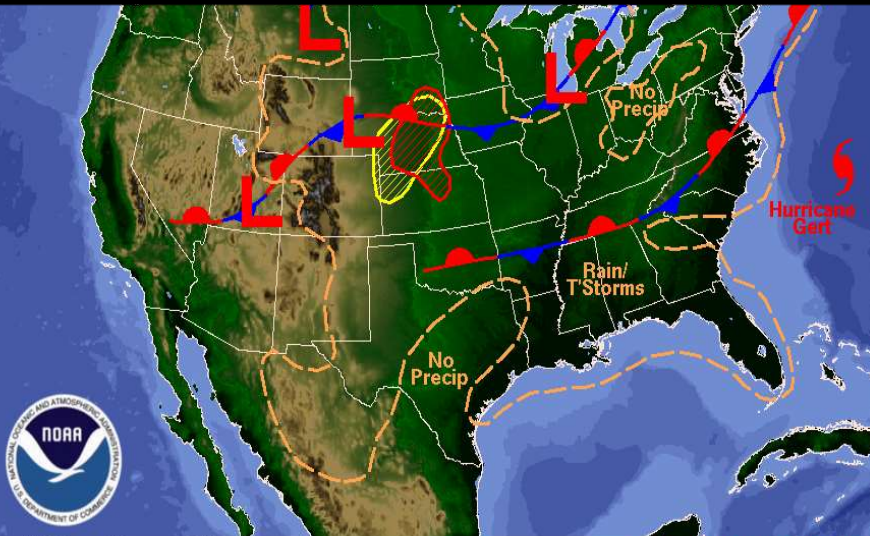 L
L
No
Precip
L
L
Hurricane
Gert
Rain/
T'Storms
No
Precip
NATIONAL OCEANIC AND ATMOSPHERIC ADMINISTRATION
NOAA
U.S. DEPARTMENT OF COMMERCE